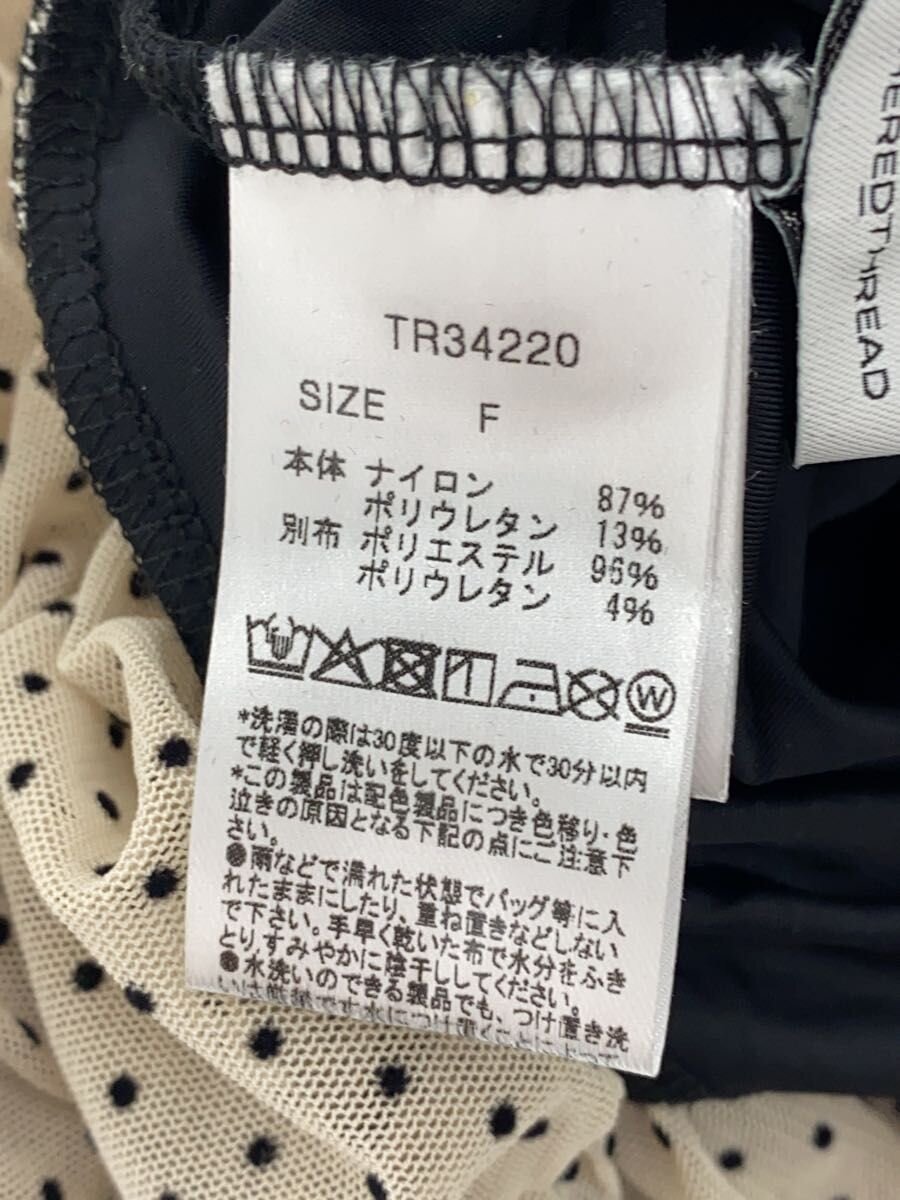 TR34220
SIZE F
本体 ナイロン 87%
ポリウレタン 13%
別布 ポリエステル 96%
ポリウレタン 4%
W
*洗濯の際は30度以下の水で30分以内
で軽く押し洗いをしてください。
*この製品は配色製品につき色移り・色
泣きの原因となる下記の点にご注意下
さい。
●雨などで濡れた状態でバッグ等に入
れたままにしたり、重ね置きなどしない
で下さい。手早く乾いた布で水分をふき
とり、すみやかに陰干ししてください。
●水洗いのできる製品でも、つけ置き洗
HEREDTHREAD